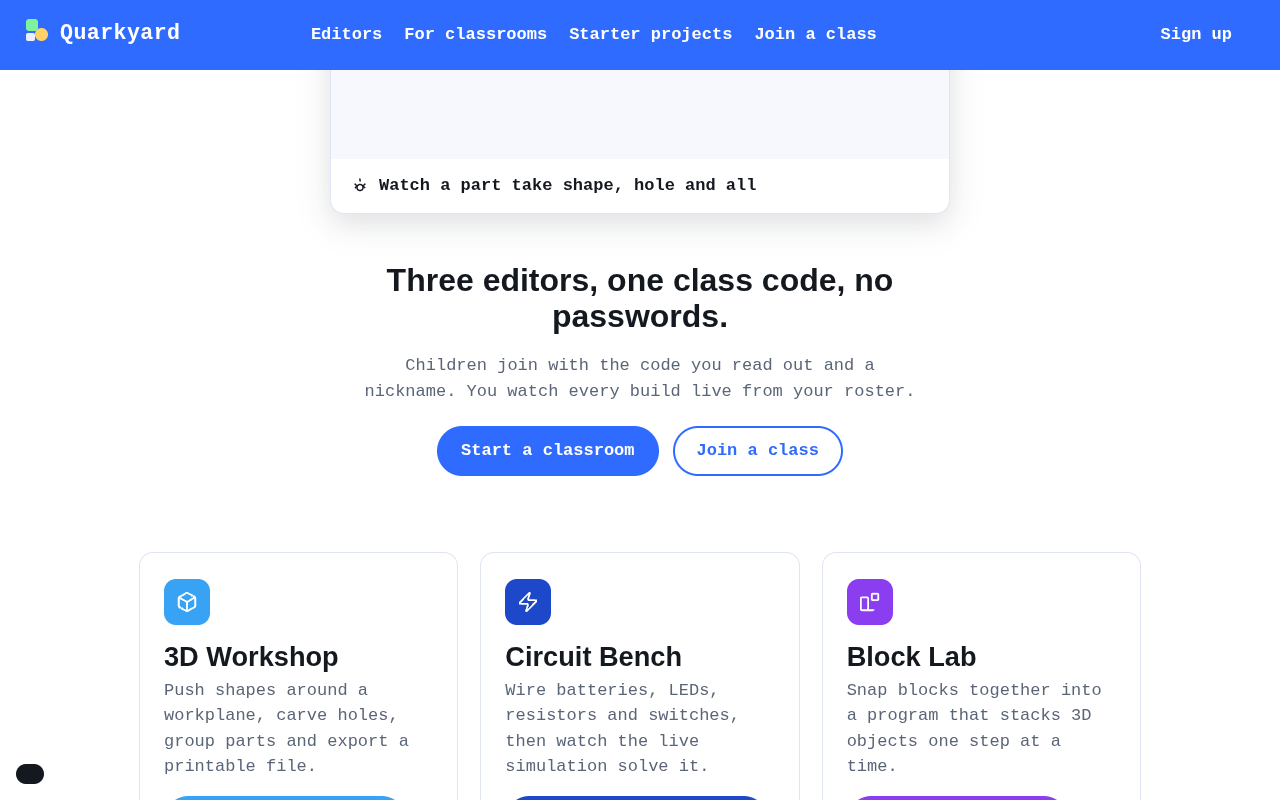 Quarkyard
Editors For classrooms Starter projects Join a class
Sign up
Watch a part take shape, hole and all
Three editors, one class code, no
passwords.
Children join with the code you read out and a
nickname. You watch every build live from your roster.
Start a classroom
Join a class
3D Workshop
Push shapes around a
workplane, carve holes,
group parts and export a
printable file.
Circuit Bench
Wire batteries, LEDs,
resistors and switches,
then watch the live
simulation solve it.
Block Lab
Snap blocks together into
a program that stacks 3D
objects one step at a
time.